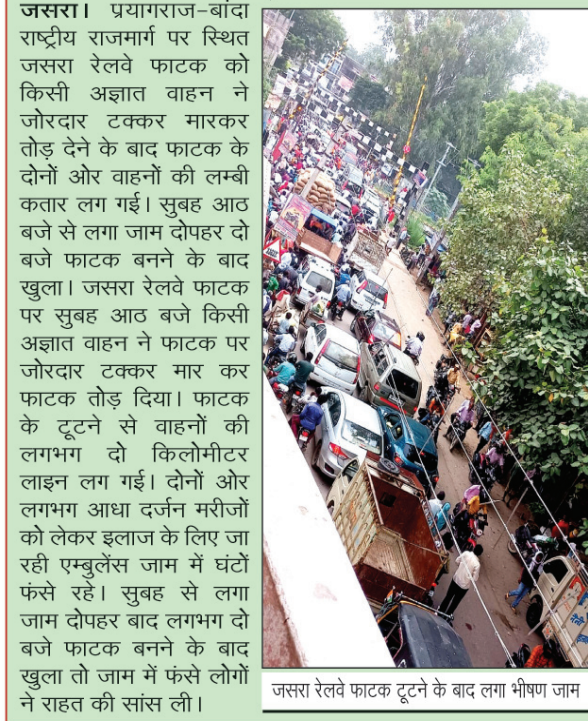 जसरा। प्रयागराज–बांदा
राष्ट्रीय राजमार्ग पर स्थित
जसरा रेलवे फाटक को
किसी अज्ञात वाहन ने
जोरदार टक्कर मारकर
तोड़ देने के बाद फाटक के
दोनों ओर वाहनों की लम्बी
कतार लग गई। सुबह आठ
बजे से लगा जाम दोपहर दो
बजे फाटक बनने के बाद
खुला। जसरा रेलवे फाटक
पर सुबह आठ बजे किसी
अज्ञात वाहन ने फाटक पर
जोरदार टक्कर मार कर
फाटक तोड़ दिया। फाटक
के टूटने से वाहनों की
लगभग दो किलोमीटर
लाइन लग गई। दोनों ओर
लगभग आधा दर्जन मरीजों
को लेकर इलाज के लिए जा
रही एम्बुलेंस जाम में घंटों
फंसे रहे। सुबह से लगा
जाम दोपहर बाद लगभग दो
बजे फाटक बनने के बाद
खुला तो जाम में फंसे लोगों
ने राहत की सांस ली।
जसरा रेलवे फाटक टूटने के बाद लगा भीषण जाम